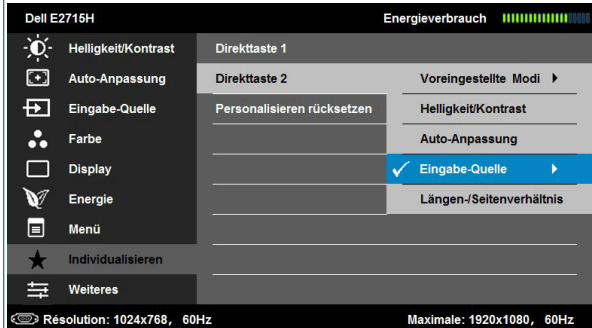 Dell E2715H Energieverbrauch
Helligkeit/Kontrast Direkttaste 1
Auto-Anpassung Direkttaste 2 Voreingestellte Modi
Eingabe-Quelle Personalisieren rücksetzen Helligkeit/Kontrast
Farbe Auto-Anpassung
Display Eingabe-Quelle
Energie Längen-/Seitenverhältnis
Menü
Individualisieren
Weiteres
Résolution: 1024x768, 60Hz Maximale: 1920x1080, 60Hz